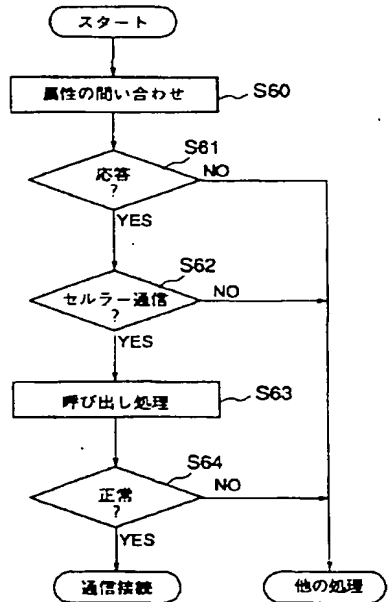 スタート
属性の問い合わせ
S60
応答
?
S61
NO
YES
セルラー通信
?
S62
NO
YES
呼び出し処理
S63
正常
?
S64
NO
YES
通信接続
他の処理